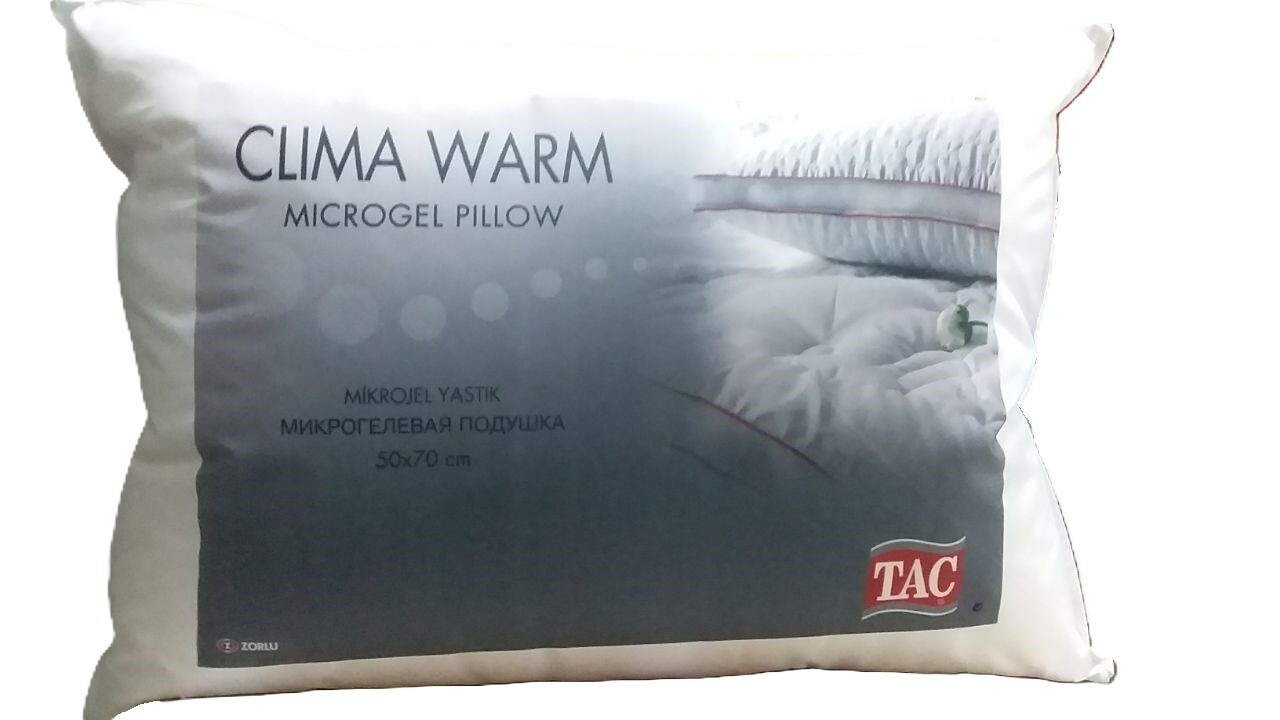 CLIMA WARM
MICROGEL PILLOW
MİKROJEL YASTIK
МИКРОГЕЛЕВАЯ ПОДУШКА
50x70 cm
TAC
ZORLU